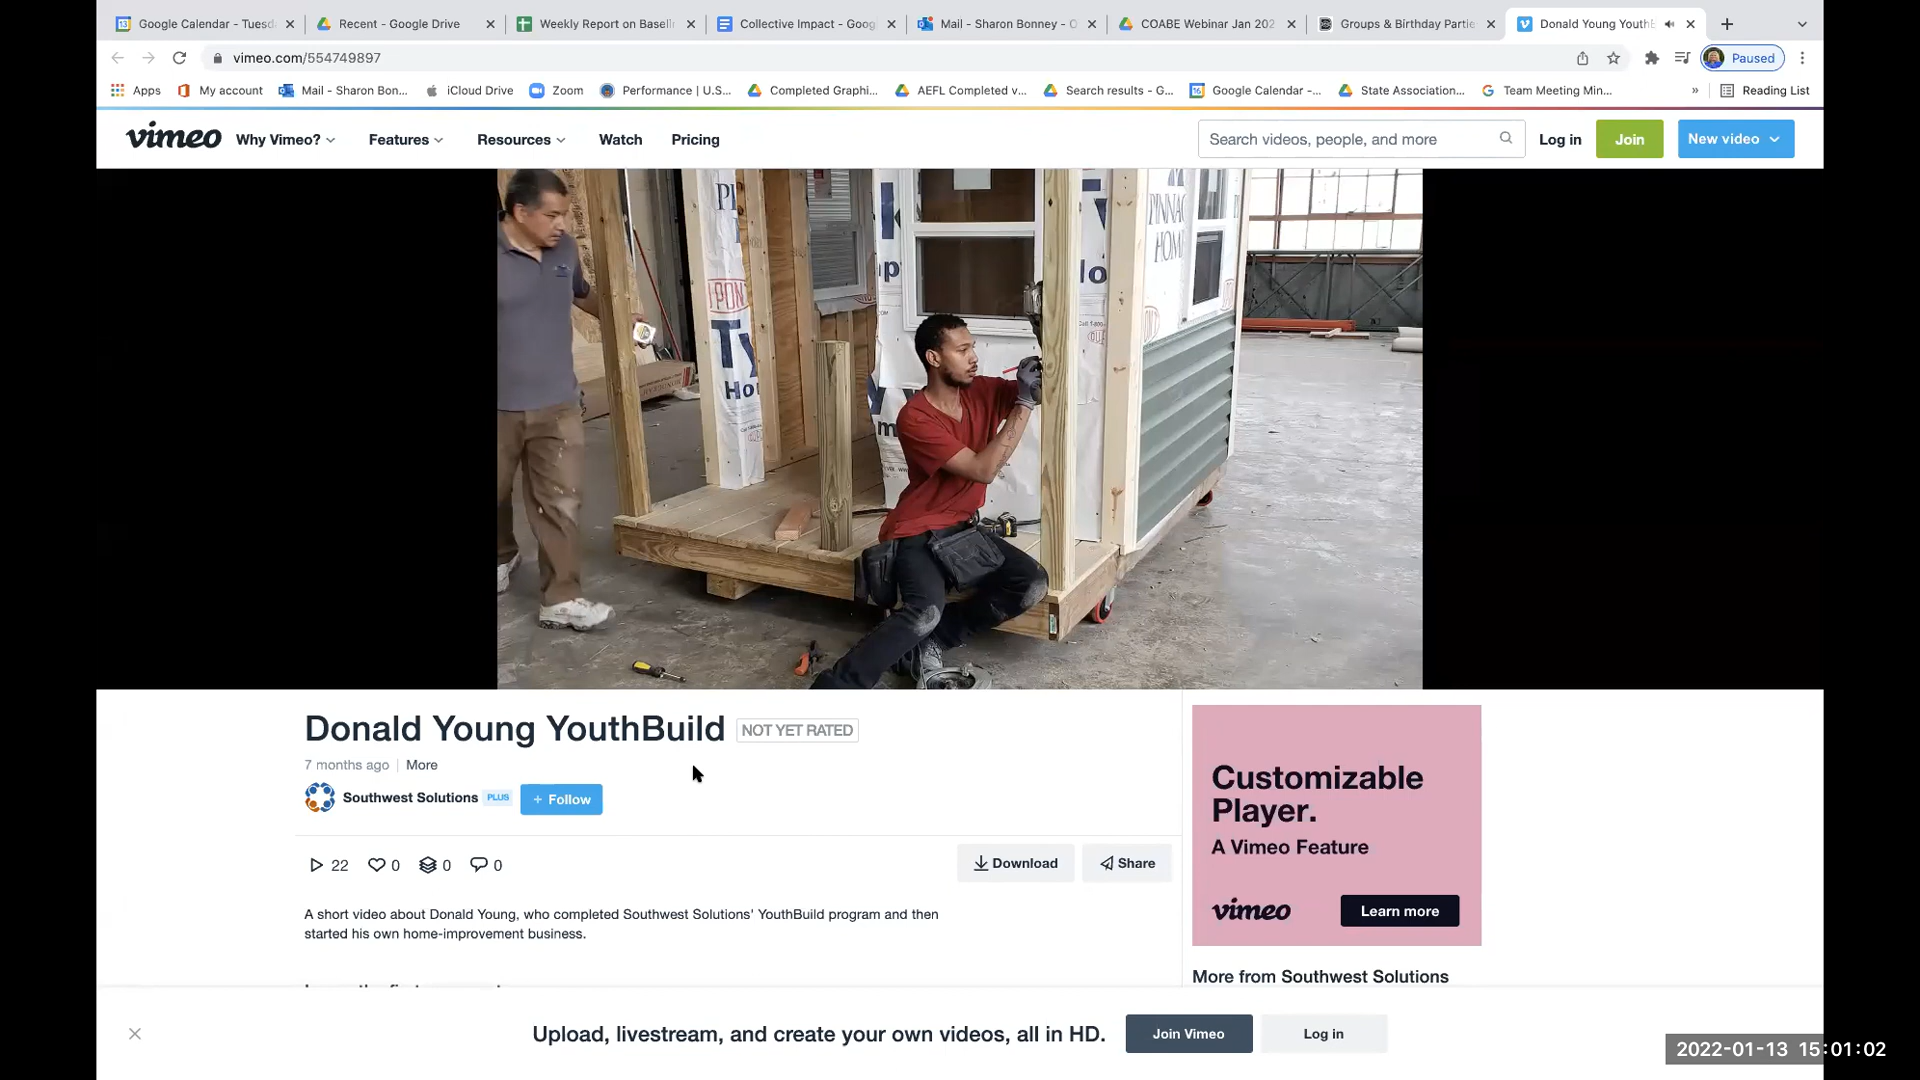 Google Calendar - Tuesd
Recent - Google Drive
Weekly Report on Baseli
Collective Impact - Goog
Mail - Sharon Bonney - O
COABE Webinar Jan 202
Groups & Birthday Partie
Donald Young YouthB
vimeo.com/554749897
Paused
Apps
My account
Mail - Sharon Bon...
iCloud Drive
Zoom
Performance | U.S...
Completed Graphi...
AEFL Completed v...
Search results - G...
Google Calendar -...
State Association...
Team Meeting Min...
»
Reading List
vimeo
Why Vimeo?
Features
Resources
Watch
Pricing
Search videos, people, and more
Log in
Join
New video
PINNAC
HOM
Donald Young YouthBuild
NOT YET RATED
7 months ago | More
Southwest Solutions PLUS
+ Follow
22 0 0 0
Download
Share
A short video about Donald Young, who completed Southwest Solutions' YouthBuild program and then
started his own home-improvement business.
Customizable
Player.
A Vimeo Feature
vimeo
Learn more
More from Southwest Solutions
Upload, livestream, and create your own videos, all in HD.
Join Vimeo
Log in
2022-01-13 15:01:02